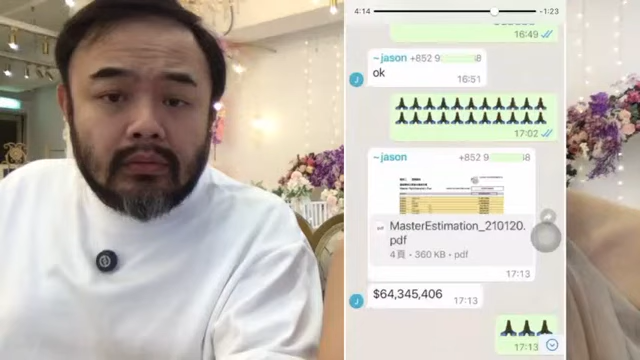 4:14
-1:23
16:49
~jason +852 9 8
ok
16:51
17:02
~jason +852 9 8
MasterEstimation_210120.
pdf
4 頁 • 360 KB • pdf
17:13
J
$64,345,406 17:13
17:13